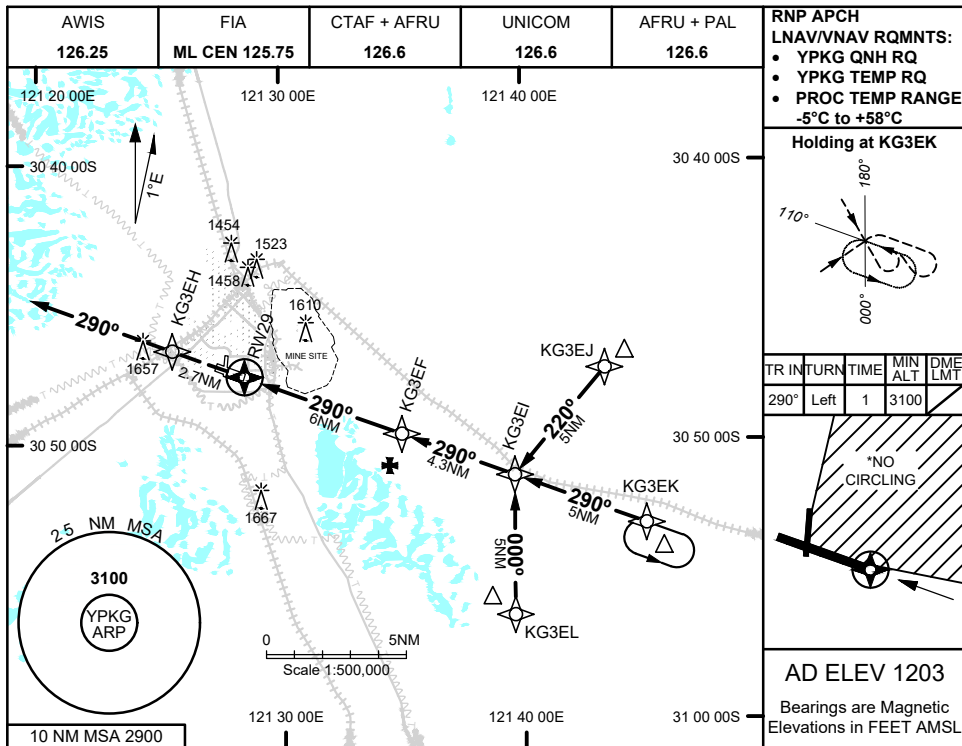 AWIS
126.25
FIA
ML CEN 125.75
CTAF + AFRU
126.6
UNICOM
126.6
AFRU + PAL
126.6
RNP APCH
LNAV/VNAV RQMNTS:
• YPKG QNH RQ
• YPKG TEMP RQ
• PROC TEMP RANGE
-5°C to +58°C
121 20 00E
121 30 00E
121 40 00E
30 40 00S
30 40 00S
1°E
Holding at KG3EK
180°
110°
000°
1454
1523
1458
1610
MINE SITE
KG3EH
RW29
290º
1657
2.7NM
290º
6NM
KG3EF
290º
4.3NM
KG3EI
KG3EJ
220º
5NM
290º
5NM
KG3EK
000º
5NM
KG3EL
30 50 00S
30 50 00S
1667
TR IN
TURN
TIME
MIN
ALT
DME
LMT
290°
Left
1
3100
*NO
CIRCLING
25 NM MSA
3100
YPKG
ARP
0
5NM
Scale 1:500,000
121 30 00E
121 40 00E
31 00 00S
10 NM MSA 2900
AD ELEV 1203
Bearings are Magnetic
Elevations in FEET AMSL